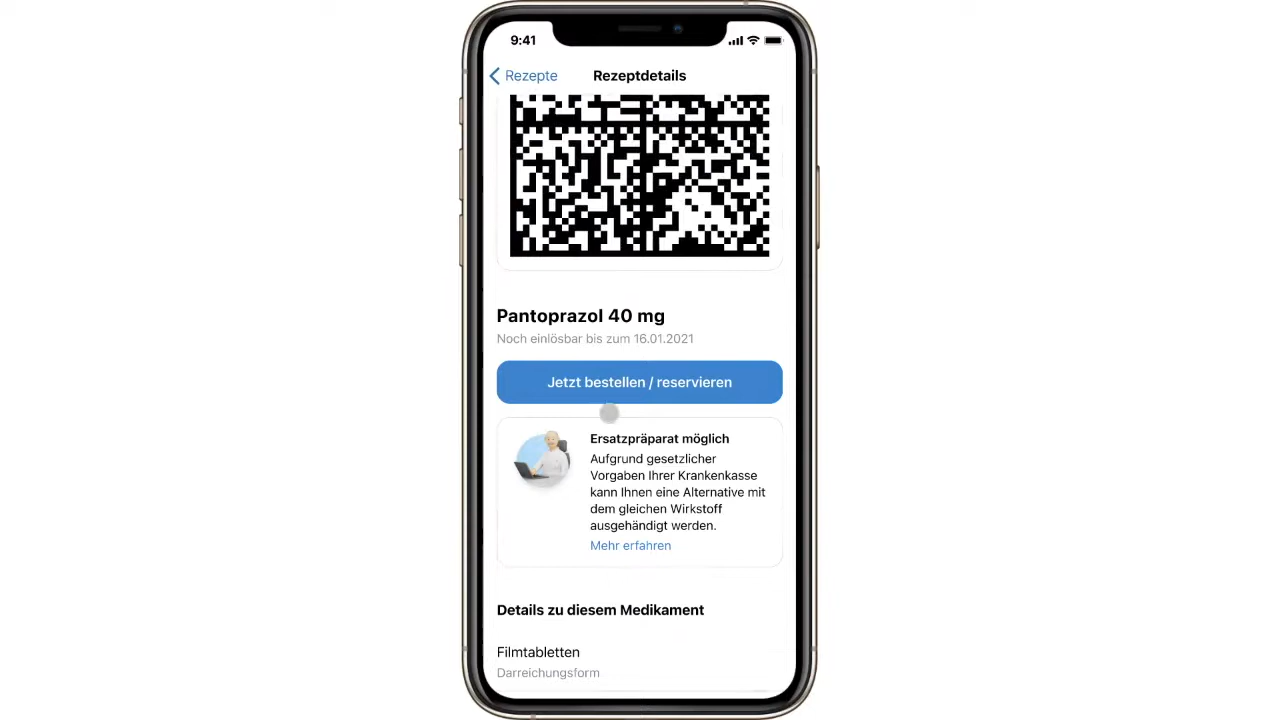 9:41
Rezepte
Rezeptdetails
Pantoprazol 40 mg
Noch einlösbar bis zum 16.01.2021
Jetzt bestellen / reservieren
Ersatzpräparat möglich
Aufgrund gesetzlicher
Vorgaben Ihrer Krankenkasse
kann Ihnen eine Alternative mit
dem gleichen Wirkstoff
ausgehändigt werden.
Mehr erfahren
Details zu diesem Medikament
Filmtabletten
Darreichungsform